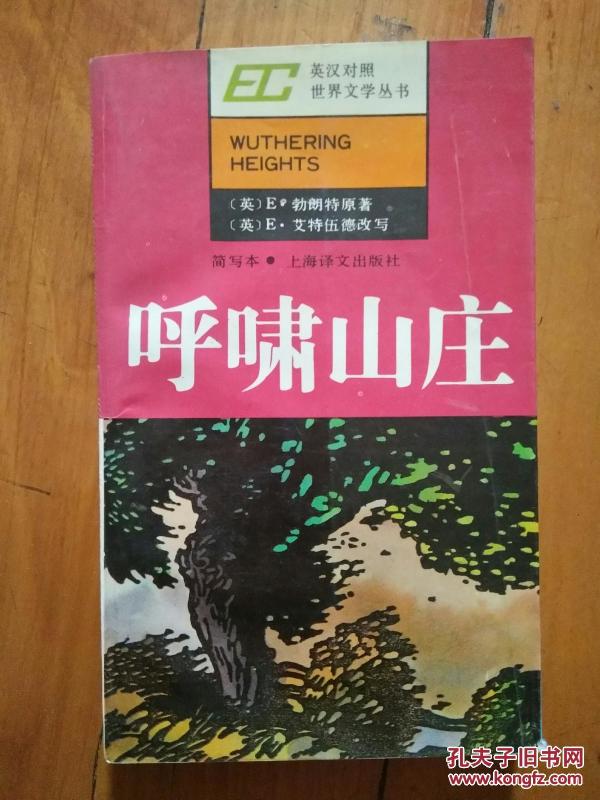 EC
英汉对照
世界文学丛书
WUTHERING
HEIGHTS
〔英〕E·勃朗特原著
〔英〕E·艾特伍德改写
简写本●上海译文出版社
呼啸山庄
孔夫子旧书网
www.kongfz.com